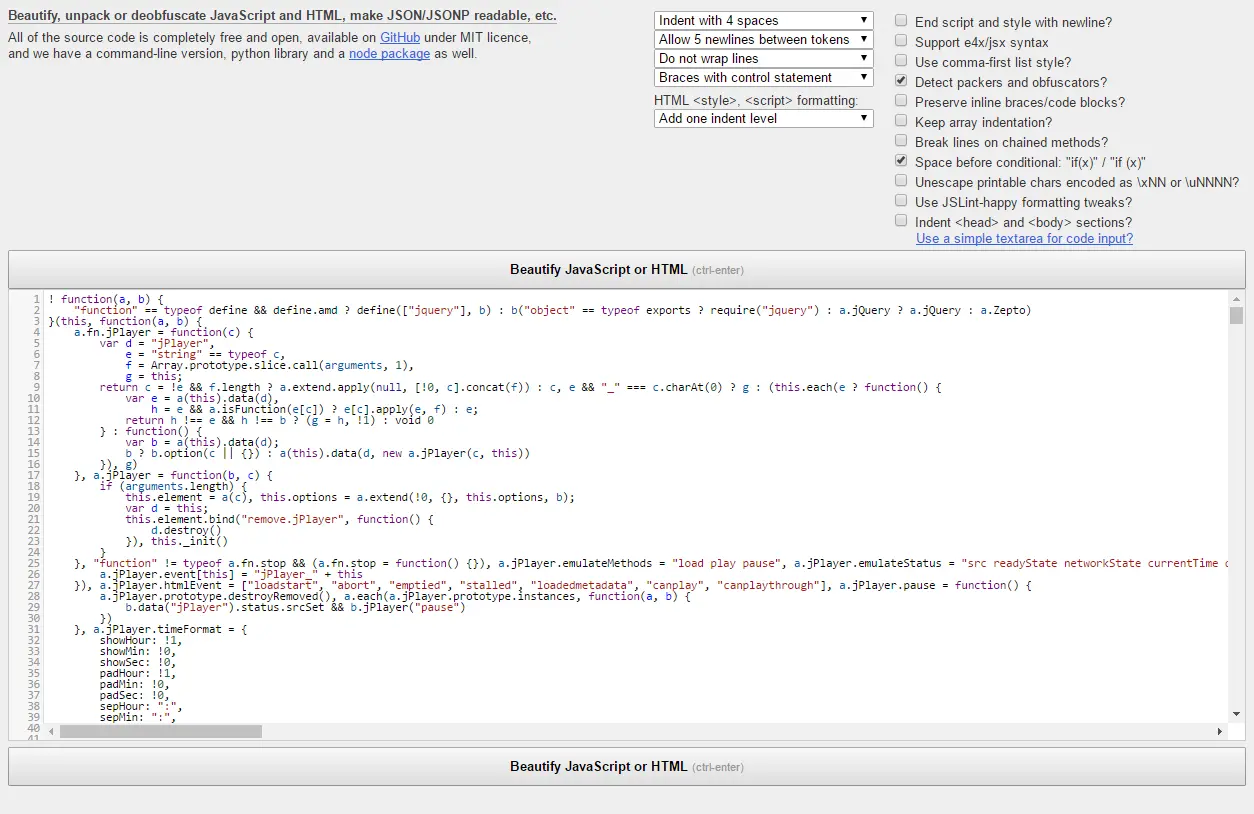 Beautify, unpack or deobfuscate JavaScript and HTML, make JSON/JSONP readable, etc.
All of the source code is completely free and open, available on GitHub under MIT licence,
and we have a command-line version, python library and a node package as well.
Indent with 4 spaces
Allow 5 newlines between tokens
Do not wrap lines
Braces with control statement
HTML <style>, <script> formatting:
Add one indent level
End script and style with newline?
Support e4x/jsx syntax
Use comma-first list style?
Detect packers and obfuscators?
Preserve inline braces/code blocks?
Keep array indentation?
Break lines on chained methods?
Space before conditional: "if(x)" / "if (x)"
Unescape printable chars encoded as \xNN or \uNNNN?
Use JSLint-happy formatting tweaks?
Indent <head> and <body> sections?
Use a simple textarea for code input?
Beautify JavaScript or HTML (ctrl-enter)
1 ! function(a, b) {
2     "function" == typeof define && define.amd ? define(["jquery"], b) : b("object" == typeof exports ? require("jquery") : a.jQuery ? a.jQuery : a.Zepto)
3 }(this, function(a, b) {
4     a.fn.jPlayer = function(c) {
5         var d = "jPlayer",
6             e = "string" == typeof c,
7             f = Array.prototype.slice.call(arguments, 1),
8             g = this;
9         return c = !e && f.length ? a.extend.apply(null, [!0, c].concat(f)) : c, e && "_" === c.charAt(0) ? g : (this.each(e ? function() {
10             var e = a(this).data(d),
11                 h = e && a.isFunction(e[c]) ? e[c].apply(e, f) : e;
12             return h !== e && h !== b ? (g = h, !1) : void 0
13         } : function() {
14             var b = a(this).data(d);
15             b ? b.option(c || {}) : a(this).data(d, new a.jPlayer(c, this))
16         }), g)
17     }, a.jPlayer = function(b, c) {
18         if (arguments.length) {
19             this.element = a(c), this.options = a.extend(!0, {}, this.options, b);
20             var d = this;
21             this.element.bind("remove.jPlayer", function() {
22                 d.destroy()
23             }), this._init()
24         }
25     }, "function" != typeof a.fn.stop && (a.fn.stop = function() {}), a.jPlayer.emulateMethods = "load play pause", a.jPlayer.emulateStatus = "src readyState networkState currentTime
26         a.jPlayer.event[this] = "jPlayer_" + this
27     }), a.jPlayer.htmlEvent = ["loadstart", "abort", "emptied", "stalled", "loadedmetadata", "canplay", "canplaythrough"], a.jPlayer.pause = function() {
28         a.jPlayer.prototype.destroyRemoved(), a.each(a.jPlayer.prototype.instances, function(a, b) {
29             b.data("jPlayer").status.srcSet && b.jPlayer("pause")
30         })
31     }, a.jPlayer.timeFormat = {
32         showHour: !1,
33         showMin: !0,
34         showSec: !0,
35         padHour: !1,
36         padMin: !0,
37         padSec: !0,
38         sepHour: ":",
39         sepMin: ":",
40
41
Beautify JavaScript or HTML (ctrl-enter)